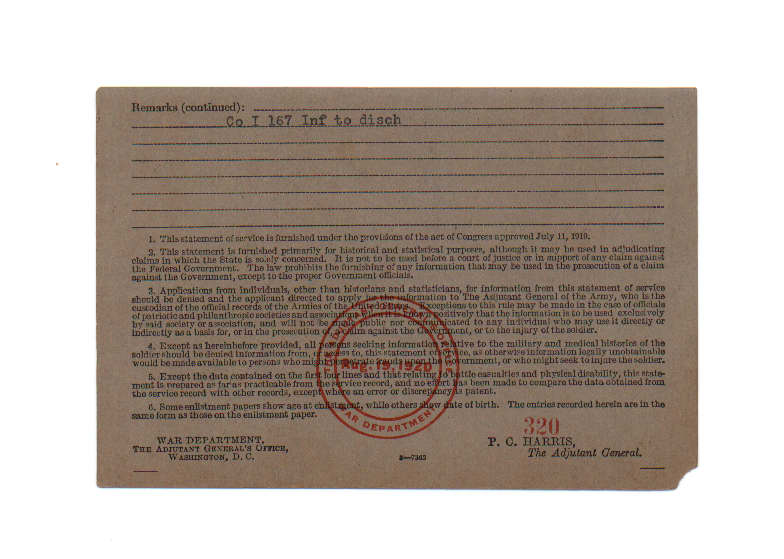 Remarks (continued):
Co I 167 Inf to disch
1. This statement of service is furnished under the provisions of the act of Congress approved July 11, 1919.
2. This statement is furnished primarily for historical and statistical purposes, although it may be used in adjudicating
claims in which the State is solely concerned. It is not to be used before a court of justice or in support of any claim against
the Federal Government. The law prohibits the furnishing of any information that may be used in the prosecution of a claim
against the Government, except to the proper Government officials.
3. Applications from individuals, other than historians and statisticians, for information from this statement of service
should be denied and the applicant directed to apply for the information to The Adjutant General of the Army, who is the
custodian of the official records of the Armies of the United States. Exceptions to this rule may be made in the case of officials
of patriotic and philanthropic societies and associations, when it is known positively that the information is to be used exclusively
by said society or association, and will not be made public nor communicated to any individual who may use it directly or
indirectly as a basis for, or in the prosecution of, a claim against the Government, or to the injury of the soldier.
4. Except as hereinbefore provided, all persons seeking information relative to the military and medical histories of the
soldier should be denied information from, or access to, this statement of service, as otherwise information legally unobtainable
would be made available to persons who might perpetrate frauds upon the Government, or who might seek to injure the soldier.
5. Except the data contained on the first four lines and that relating to battle casualties and physical disability, this state-
ment is prepared as far as practicable from the service record, and no effort has been made to compare the data obtained from
the service record with other records, except where an error or discrepancy is patent.
6. Some enlistment papers show age at enlistment, while others show date of birth. The entries recorded herein are in the
same form as those on the enlistment paper.
Aug. 19, 1920
WAR DEPARTMENT
320
WAR DEPARTMENT,
THE ADJUTANT GENERAL'S OFFICE,
WASHINGTON, D. C.
3—7363
P. C. HARRIS,
The Adjutant General.